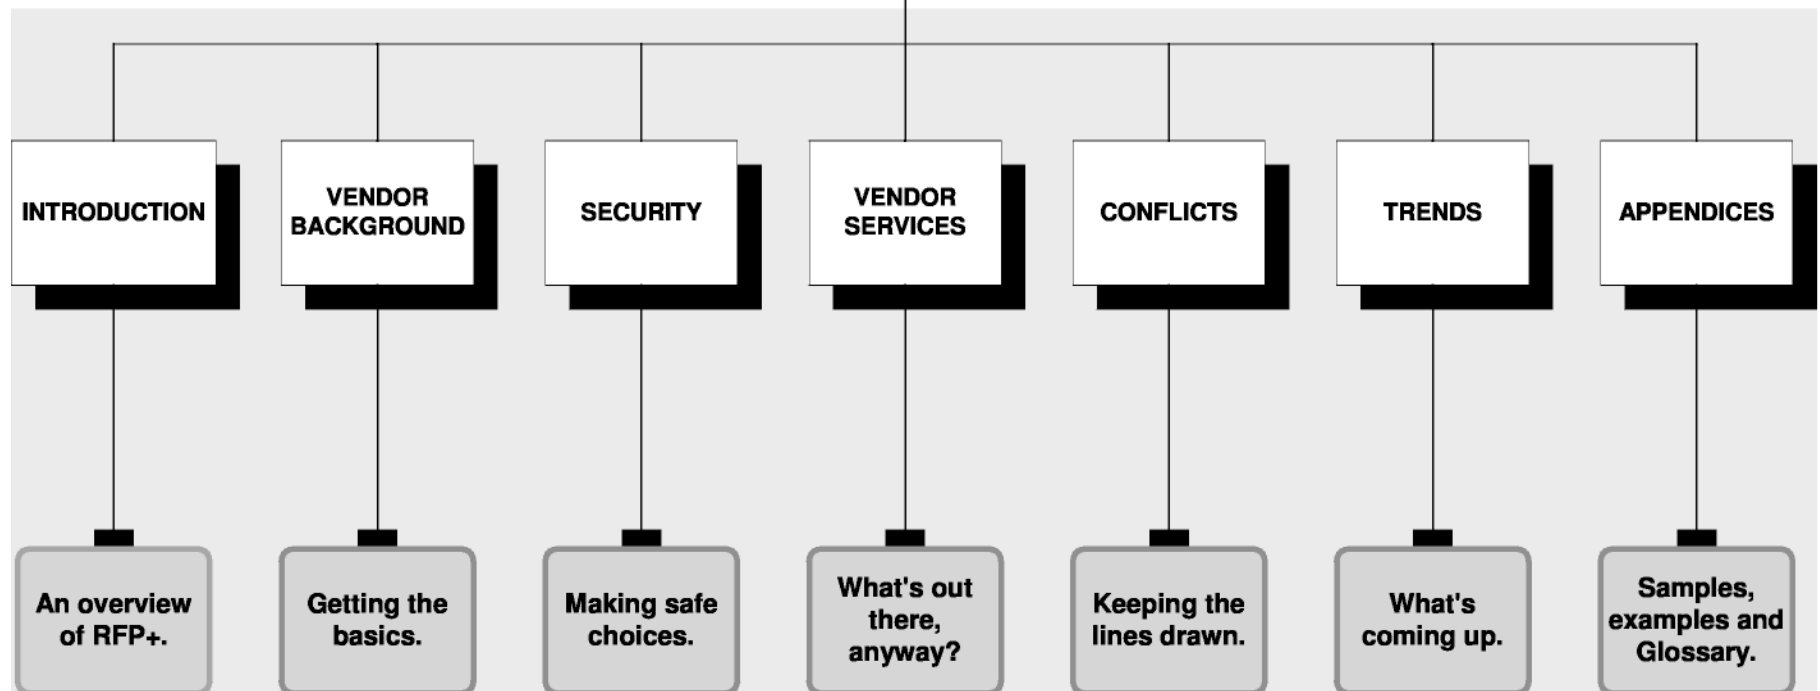 INTRODUCTION
VENDOR
BACKGROUND
SECURITY
VENDOR
SERVICES
CONFLICTS
TRENDS
APPENDICES
An overview
of RFP+.
Getting the
basics.
Making safe
choices.
What's out
there,
anyway?
Keeping the
lines drawn.
What's
coming up.
Samples,
examples and
Glossary.